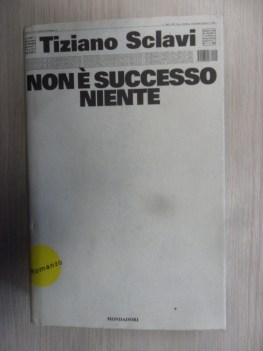 Tiziano Sclavi
NON È SUCCESSO
NIENTE
Romanzo
MONDADORI